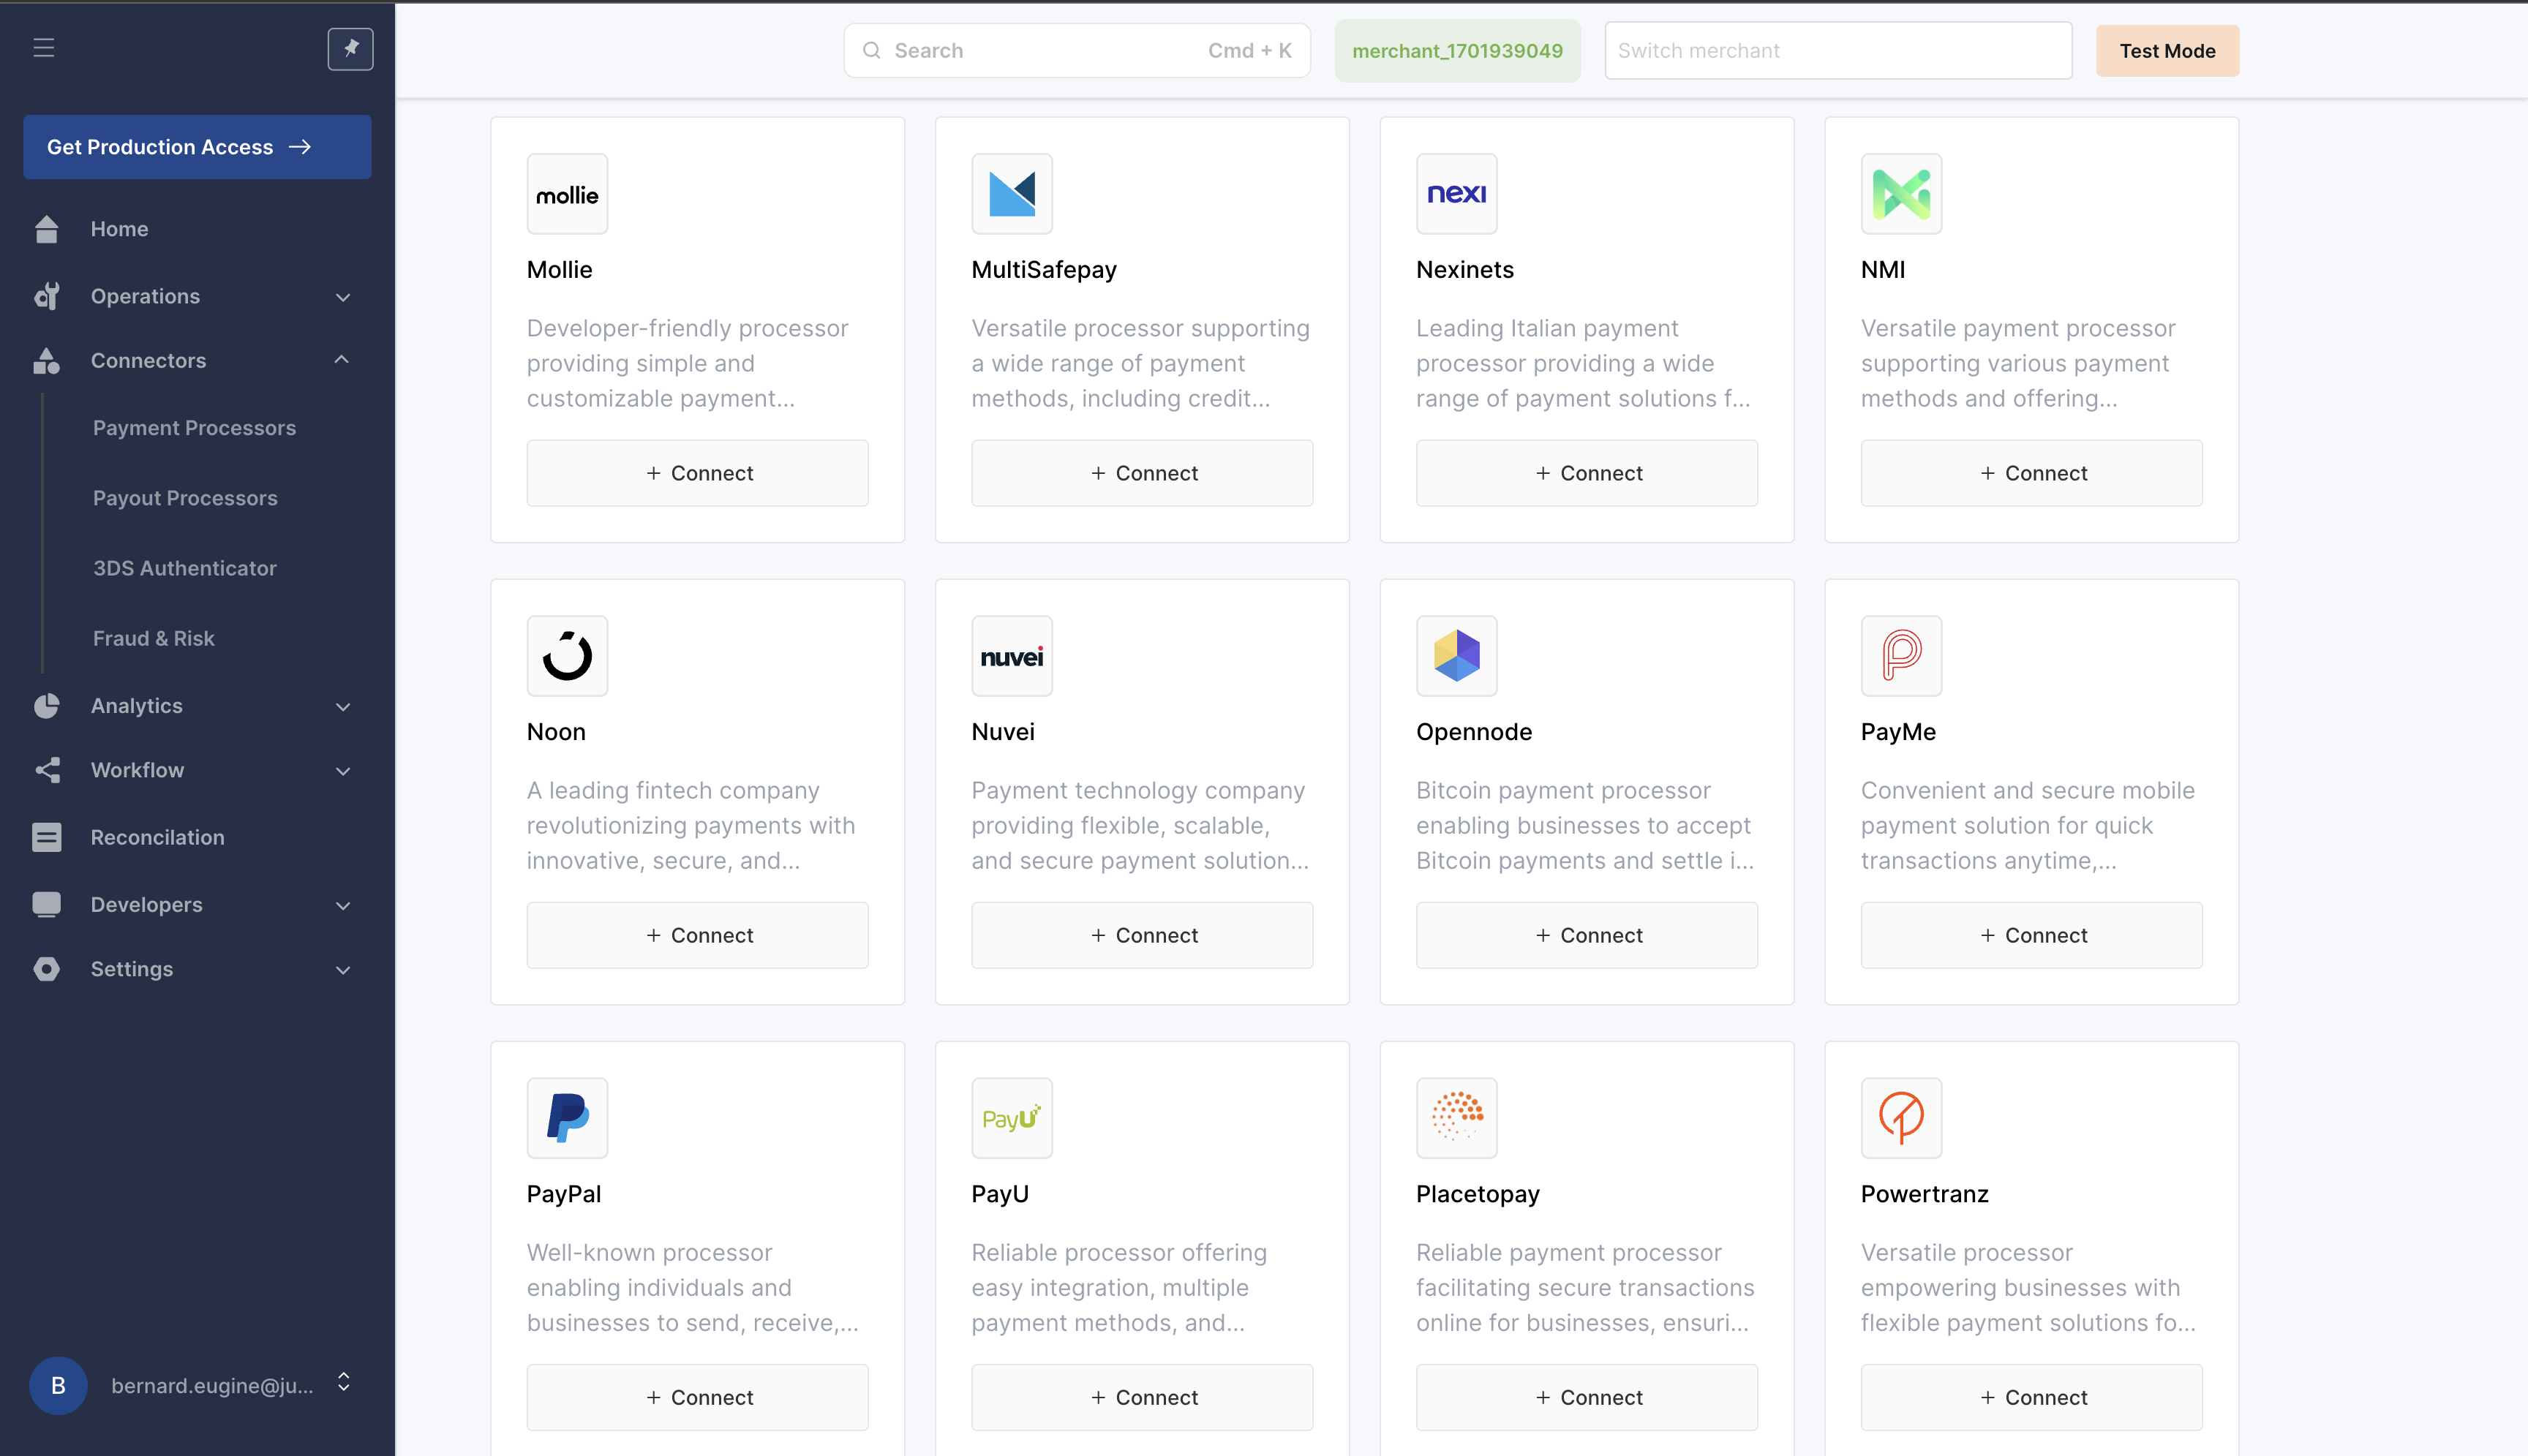 Search
Cmd + K
merchant_1701939049
Switch merchant
Test Mode
Get Production Access
Home
Operations
Connectors
Payment Processors
Payout Processors
3DS Authenticator
Fraud & Risk
Analytics
Workflow
Reconcilation
Developers
Settings
B
bernard.eugine@ju...
mollie
Mollie
Developer-friendly processor
providing simple and
customizable payment...
+ Connect
MultiSafepay
Versatile processor supporting
a wide range of payment
methods, including credit...
+ Connect
nexi
Nexinets
Leading Italian payment
processor providing a wide
range of payment solutions f...
+ Connect
NMI
Versatile payment processor
supporting various payment
methods and offering...
+ Connect
Noon
A leading fintech company
revolutionizing payments with
innovative, secure, and...
+ Connect
nuvei
Nuvei
Payment technology company
providing flexible, scalable,
and secure payment solution...
+ Connect
Opennode
Bitcoin payment processor
enabling businesses to accept
Bitcoin payments and settle i...
+ Connect
PayMe
Convenient and secure mobile
payment solution for quick
transactions anytime,...
+ Connect
PayPal
Well-known processor
enabling individuals and
businesses to send, receive,...
+ Connect
PayU
PayU
Reliable processor offering
easy integration, multiple
payment methods, and...
+ Connect
Placetopay
Reliable payment processor
facilitating secure transactions
online for businesses, ensuri...
+ Connect
Powertranz
Versatile processor
empowering businesses with
flexible payment solutions fo...
+ Connect